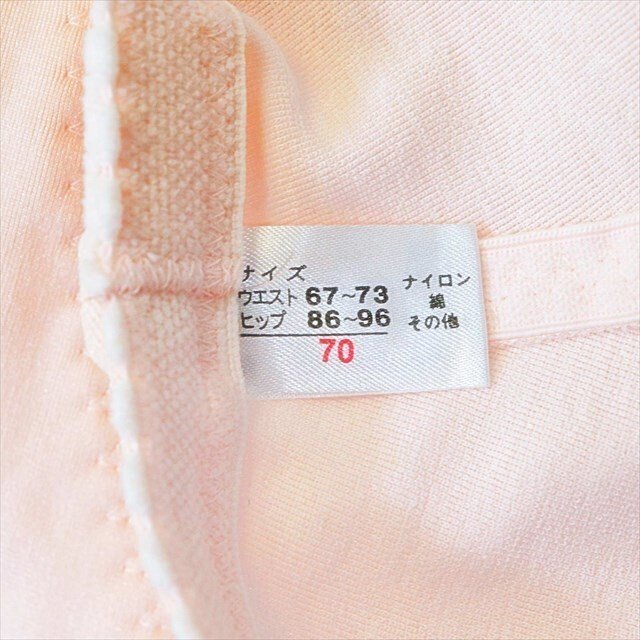 サイズ
ウエスト 67～73
ヒップ 86～96
70
ナイロン
綿
その他